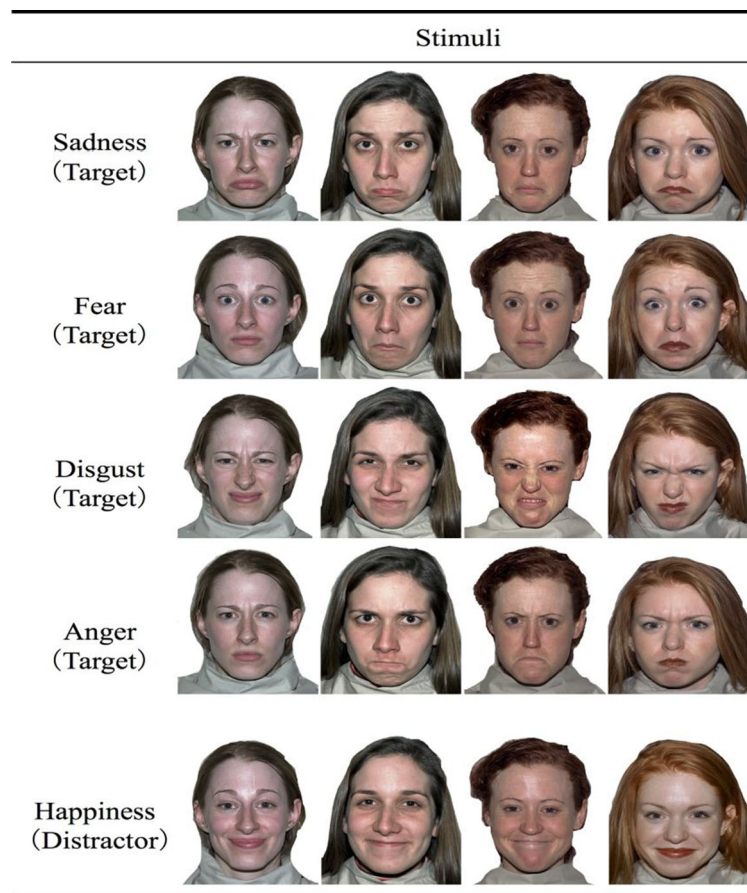 Stimuli
Sadness
(Target)
Fear
(Target)
Disgust
(Target)
Anger
(Target)
Happiness
(Distractor)